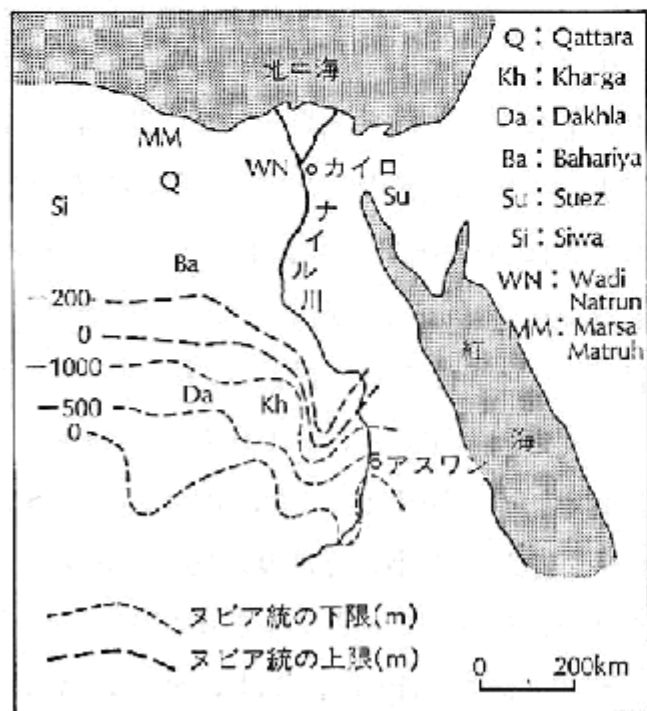 地中海
Q：Qattara
Kh：Kharga
Da：Dakhla
Ba：Bahariya
Su：Suez
Si：Siwa
WN：Wadi
Natrun
MM：Marsa
Matruh
MM
WN
カイロ
Q
Si
Su
ナイル川
Ba
−200
0
−1000
Da
Kh
−500
0
アスワン
紅海
ヌビア統の下限(m)
ヌビア統の上限(m)
0 200km